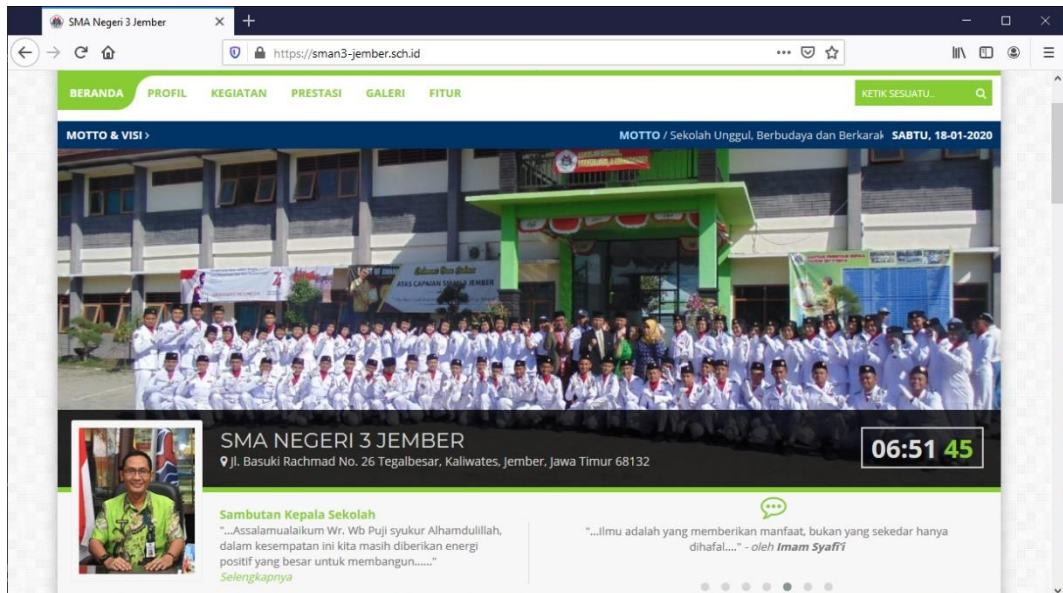 SMA Negeri 3 Jember
https://sman3-jember.sch.id
BERANDA PROFIL KEGIATAN PRESTASI GALERI FITUR KETIK SESUATU..
MOTTO & VISI > MOTTO / Sekolah Unggul, Berbudaya dan Berkarak SABTU, 18-01-2020
ATAS CAPAIAN
SMA NEGERI 3 JEMBER
Jl. Basuki Rachmad No. 26 Tegalbesar, Kaliwates, Jember, Jawa Timur 68132
06:51 45
Sambutan Kepala Sekolah
"...Assalamualaikum Wr. Wb Puji syukur Alhamdulillah,
dalam kesempatan ini kita masih diberikan energi
positif yang besar untuk membangun......"
Selengkapnya
"...Ilmu adalah yang memberikan manfaat, bukan yang sekedar hanya
dihafal...." - oleh Imam Syafi'i